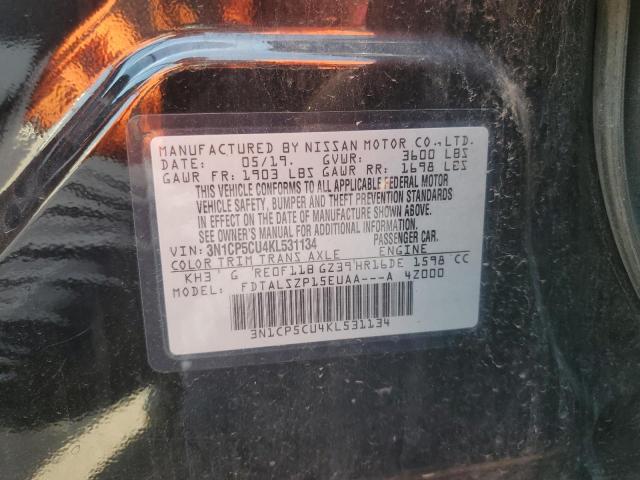 MANUFACTURED BY NISSAN MOTOR CO.,LTD.
DATE: 05/19. GVWR: 3600 LBS
GAWR FR: 1903 LBS GAWR RR: 1698 LBS
THIS VEHICLE CONFORMS TO ALL APPLICABLE FEDERAL MOTOR
VEHICLE SAFETY, BUMPER AND THEFT PREVENTION STANDARDS
IN EFFECT ON THE DATE OF MANUFACTURE SHOWN ABOVE.
SEE OWNER'S MANUAL FOR ADDITIONAL INFORMATION.
VIN: 3N1CP5CU4KL531134 PASSENGER CAR.
COLOR TRIM TRANS AXLE ENGINE
KH3 G RE0F11B GZ39 HR16DE 1598 CC
MODEL: FDTALSZP15EUAA---A 4Z000
3N1CP5CU4KL531134